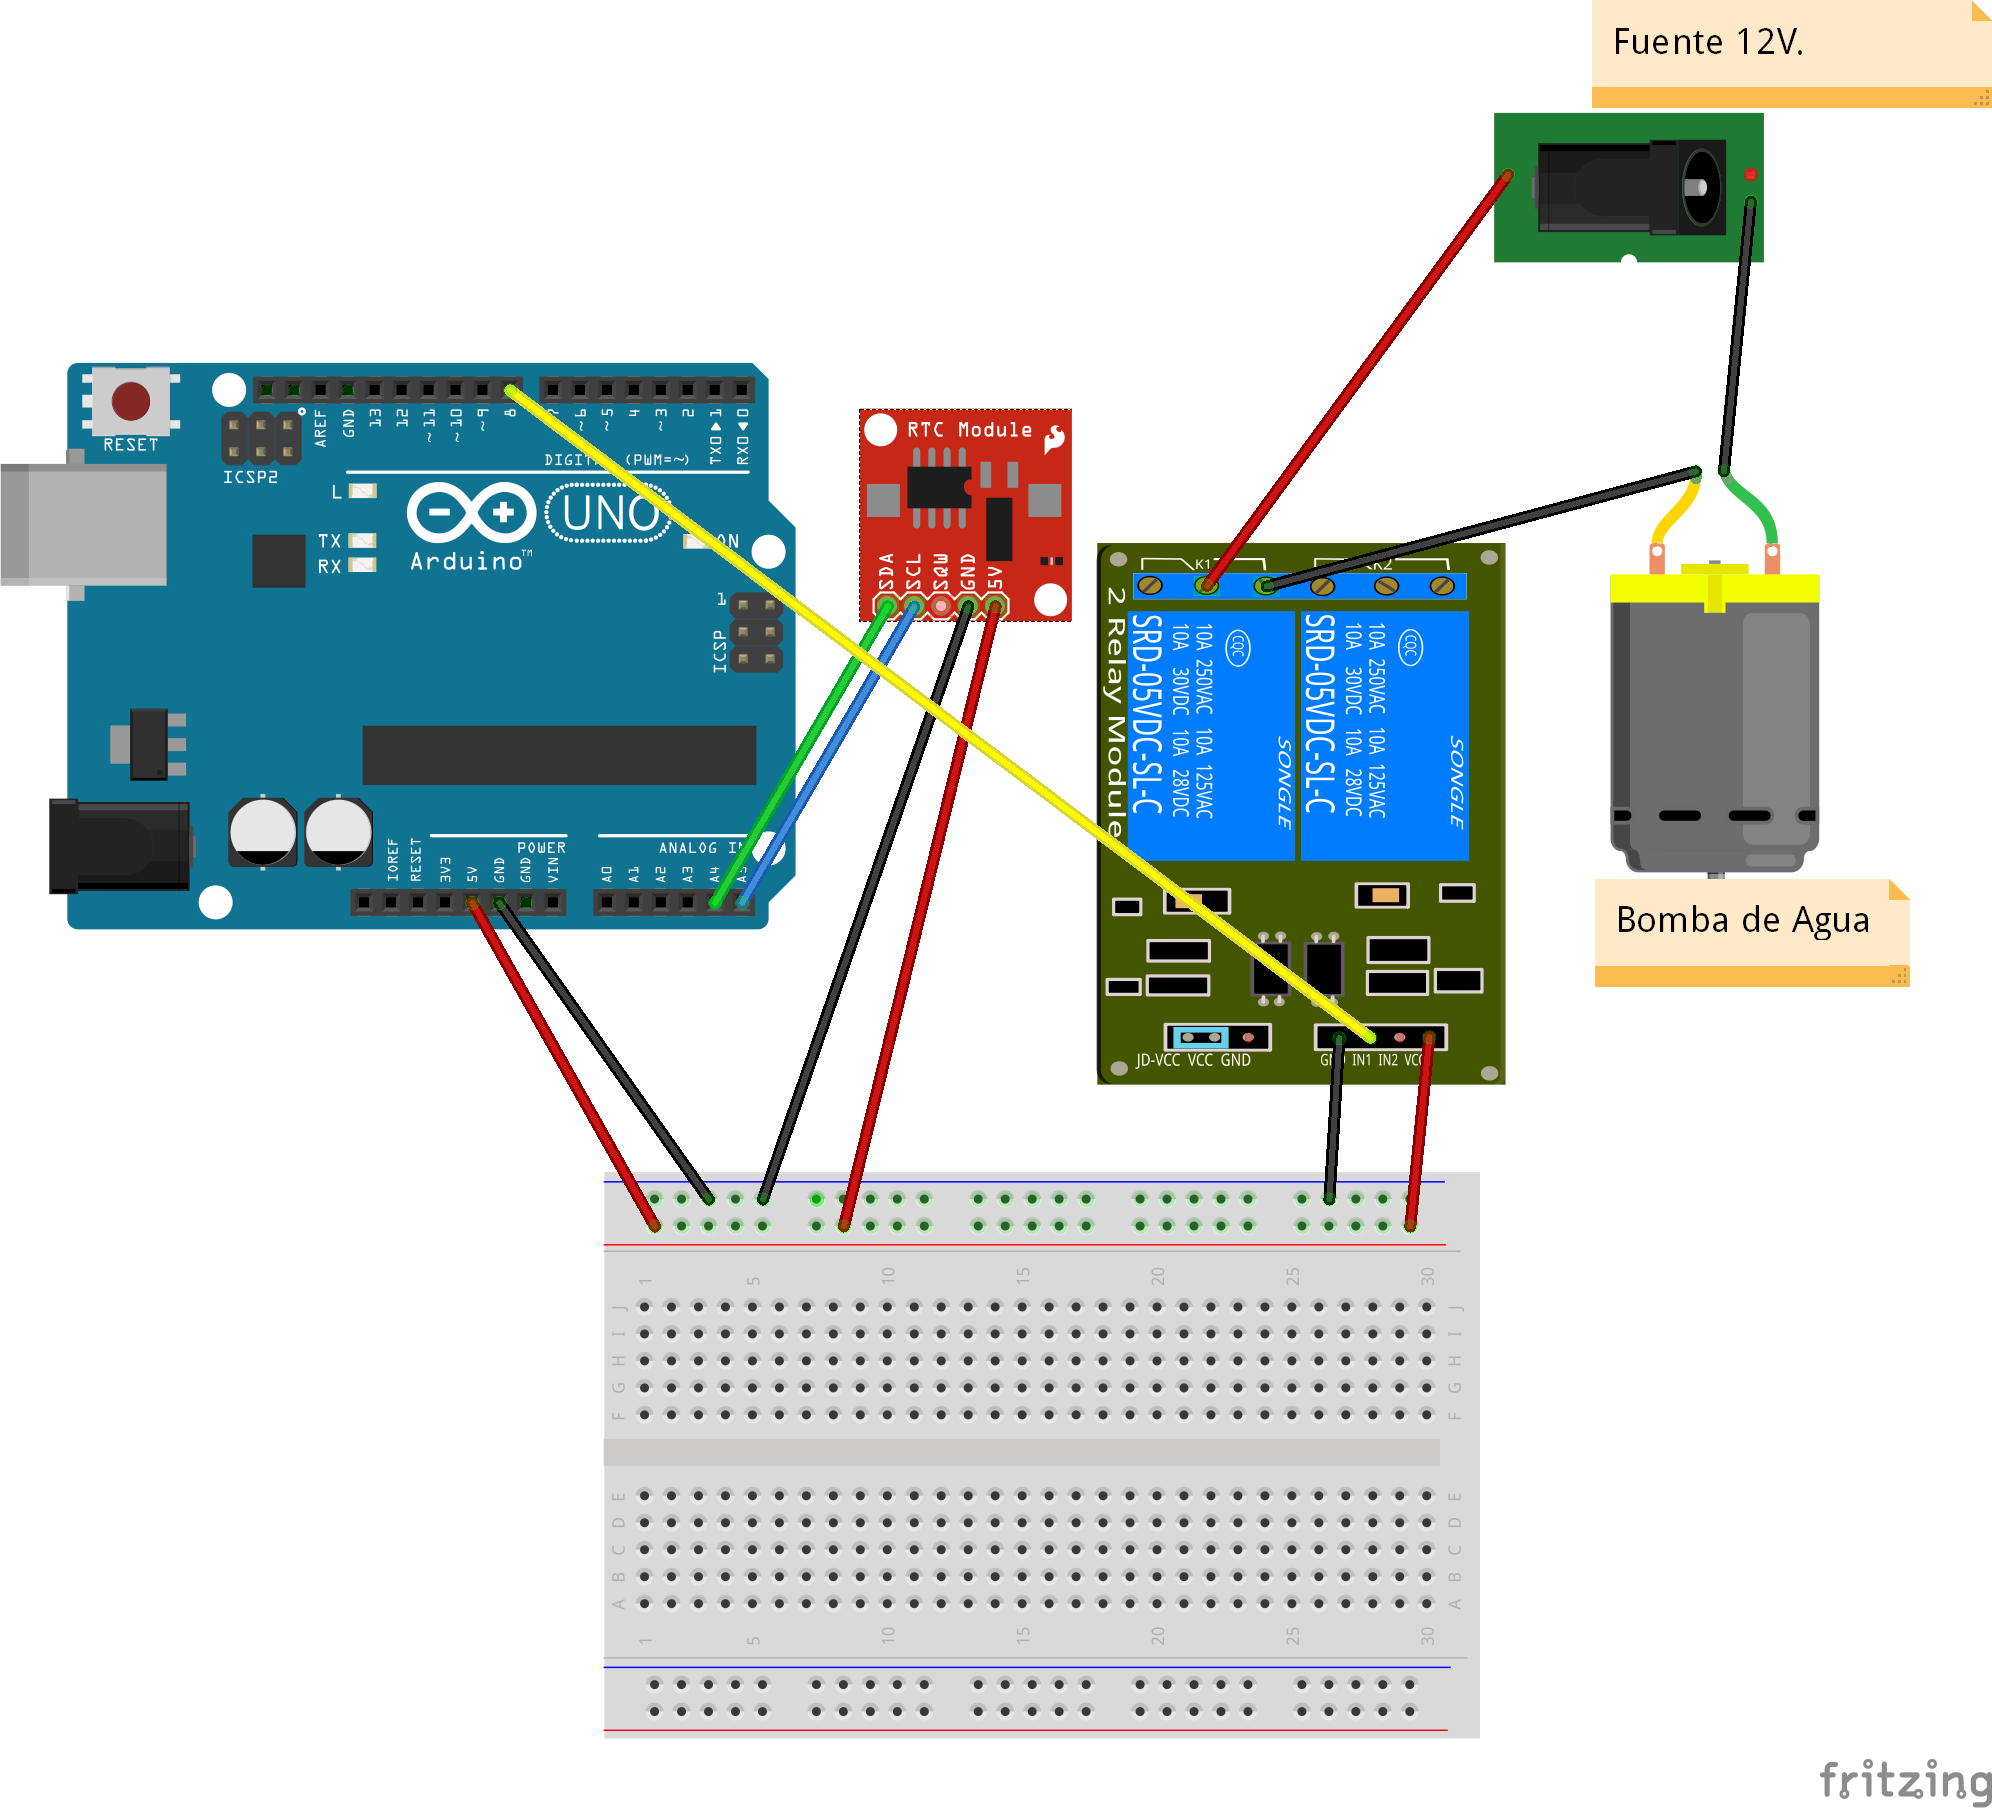 Fuente 12V.
RESET
ICSP2
AREF
GND
13
12
~11
~10
~9
8
7
~6
~5
4
~3
2
TX0▶1
RX0◀0
DIGITAL (PWM=~)
L
TX
RX
UNO
ON
Arduino™
1
ICSP
POWER
ANALOG IN
IOREF
RESET
3V3
5V
GND
GND
VIN
A0
A1
A2
A3
A4
A5
RTC Module
SDA
SCL
SQW
GND
5V
K1
K2
2 Relay Module
SRD-05VDC-SL-C
10A 30VDC 10A 28VDC
10A 250VAC 10A 125VAC
CQC
SONGLE
SRD-05VDC-SL-C
10A 30VDC 10A 28VDC
10A 250VAC 10A 125VAC
CQC
SONGLE
JD-VCC VCC GND
GND IN1 IN2 VCC
Bomba de Agua
1 5 10 15 20 25 30
J J
I I
H H
G G
F F
E E
D D
C C
B B
A A
1 5 10 15 20 25 30
fritzing